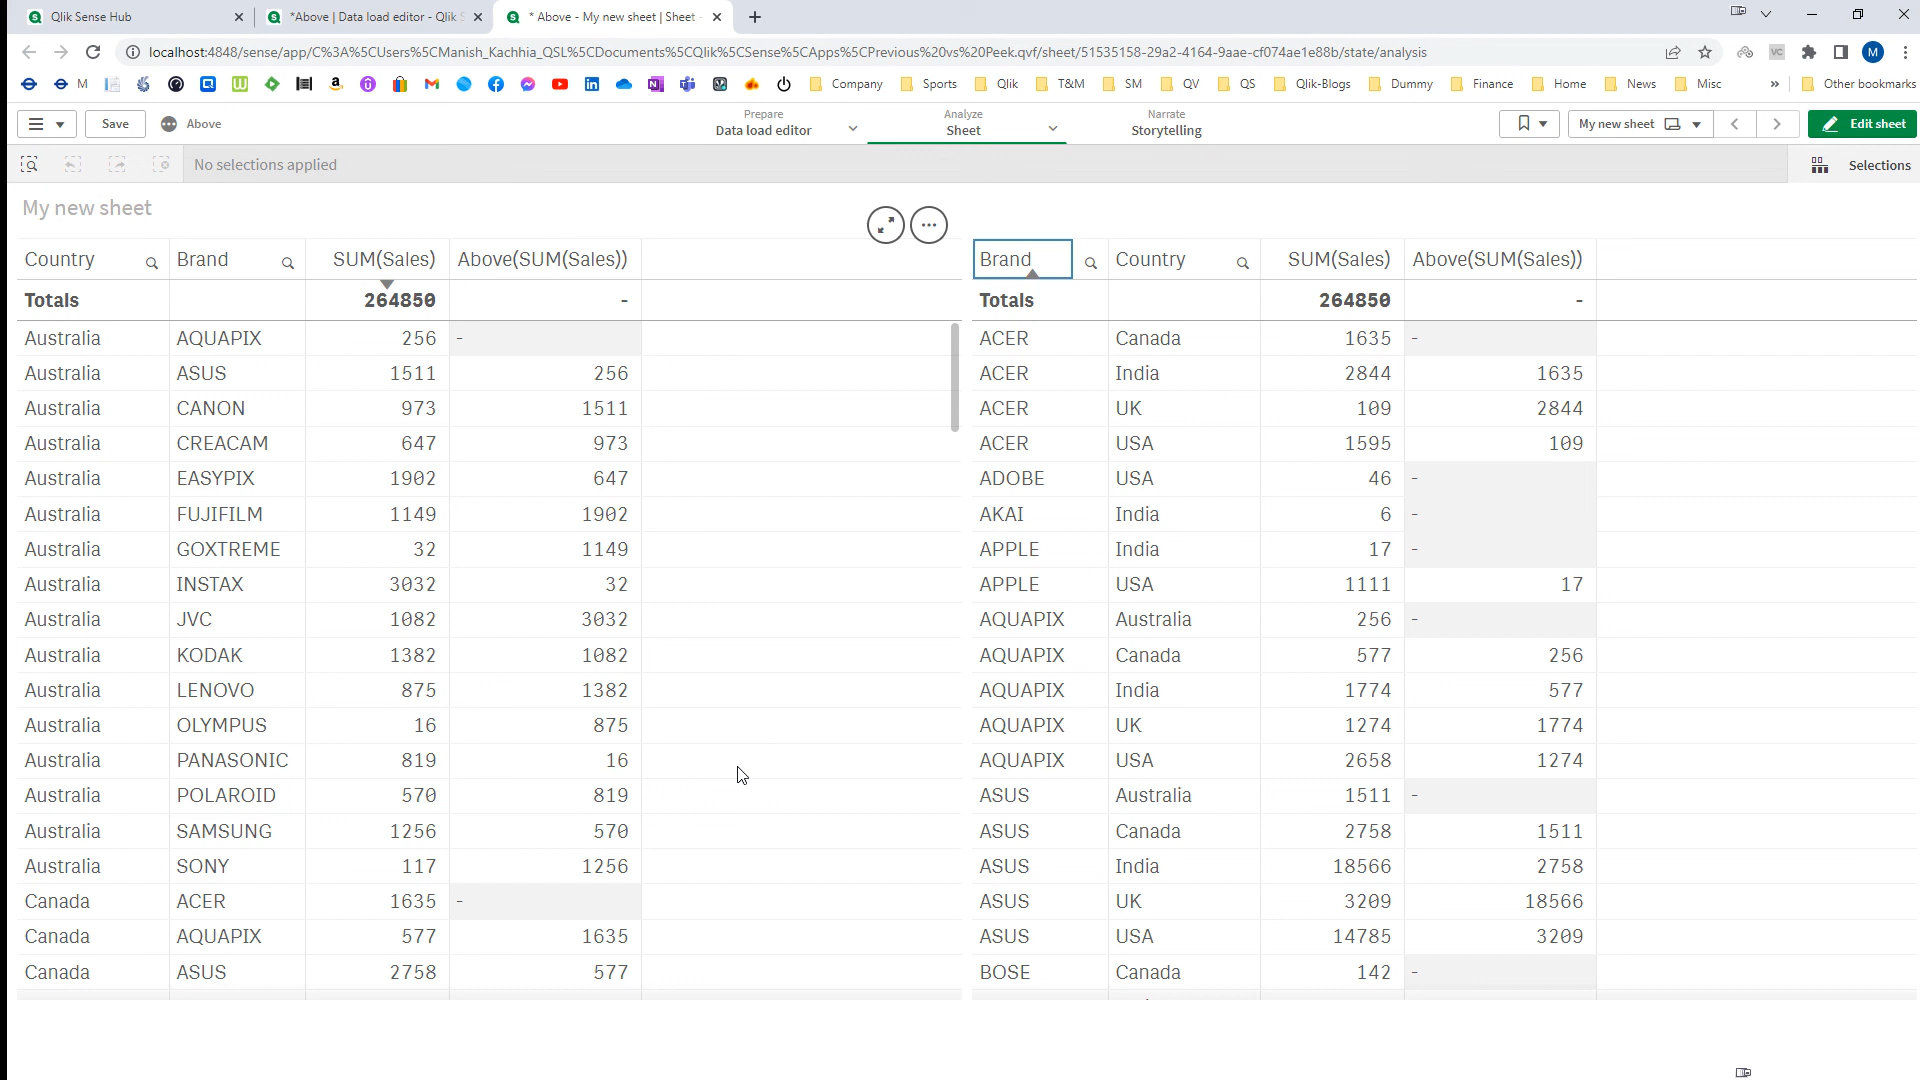 Qlik Sense Hub
*Above | Data load editor - Qlik S
* Above - My new sheet | Sheet -
localhost:4848/sense/app/C%3A%5CUsers%5CManish_Kachhia_QSL%5CDocuments%5CQlik%5CSense%5CApps%5CPrevious%20vs%20Peek.qvf/sheet/51535158-29a2-4164-9aae-cf074ae1e88b/state/analysis
M
M
Company
Sports
Qlik
T&M
SM
QV
QS
Qlik-Blogs
Dummy
Finance
Home
News
Misc
»
Other bookmarks
Save
Above
Prepare
Data load editor
Analyze
Sheet
Narrate
Storytelling
My new sheet
Edit sheet
No selections applied
Selections
My new sheet
Country Brand SUM(Sales) Above(SUM(Sales))
Totals 264850 -
Australia AQUAPIX 256 -
Australia ASUS 1511 256
Australia CANON 973 1511
Australia CREACAM 647 973
Australia EASYPIX 1902 647
Australia FUJIFILM 1149 1902
Australia GOXTREME 32 1149
Australia INSTAX 3032 32
Australia JVC 1082 3032
Australia KODAK 1382 1082
Australia LENOVO 875 1382
Australia OLYMPUS 16 875
Australia PANASONIC 819 16
Australia POLAROID 570 819
Australia SAMSUNG 1256 570
Australia SONY 117 1256
Canada ACER 1635 -
Canada AQUAPIX 577 1635
Canada ASUS 2758 577
Brand Country SUM(Sales) Above(SUM(Sales))
Totals 264850 -
ACER Canada 1635 -
ACER India 2844 1635
ACER UK 109 2844
ACER USA 1595 109
ADOBE USA 46 -
AKAI India 6 -
APPLE India 17 -
APPLE USA 1111 17
AQUAPIX Australia 256 -
AQUAPIX Canada 577 256
AQUAPIX India 1774 577
AQUAPIX UK 1274 1774
AQUAPIX USA 2658 1274
ASUS Australia 1511 -
ASUS Canada 2758 1511
ASUS India 18566 2758
ASUS UK 3209 18566
ASUS USA 14785 3209
BOSE Canada 142 -